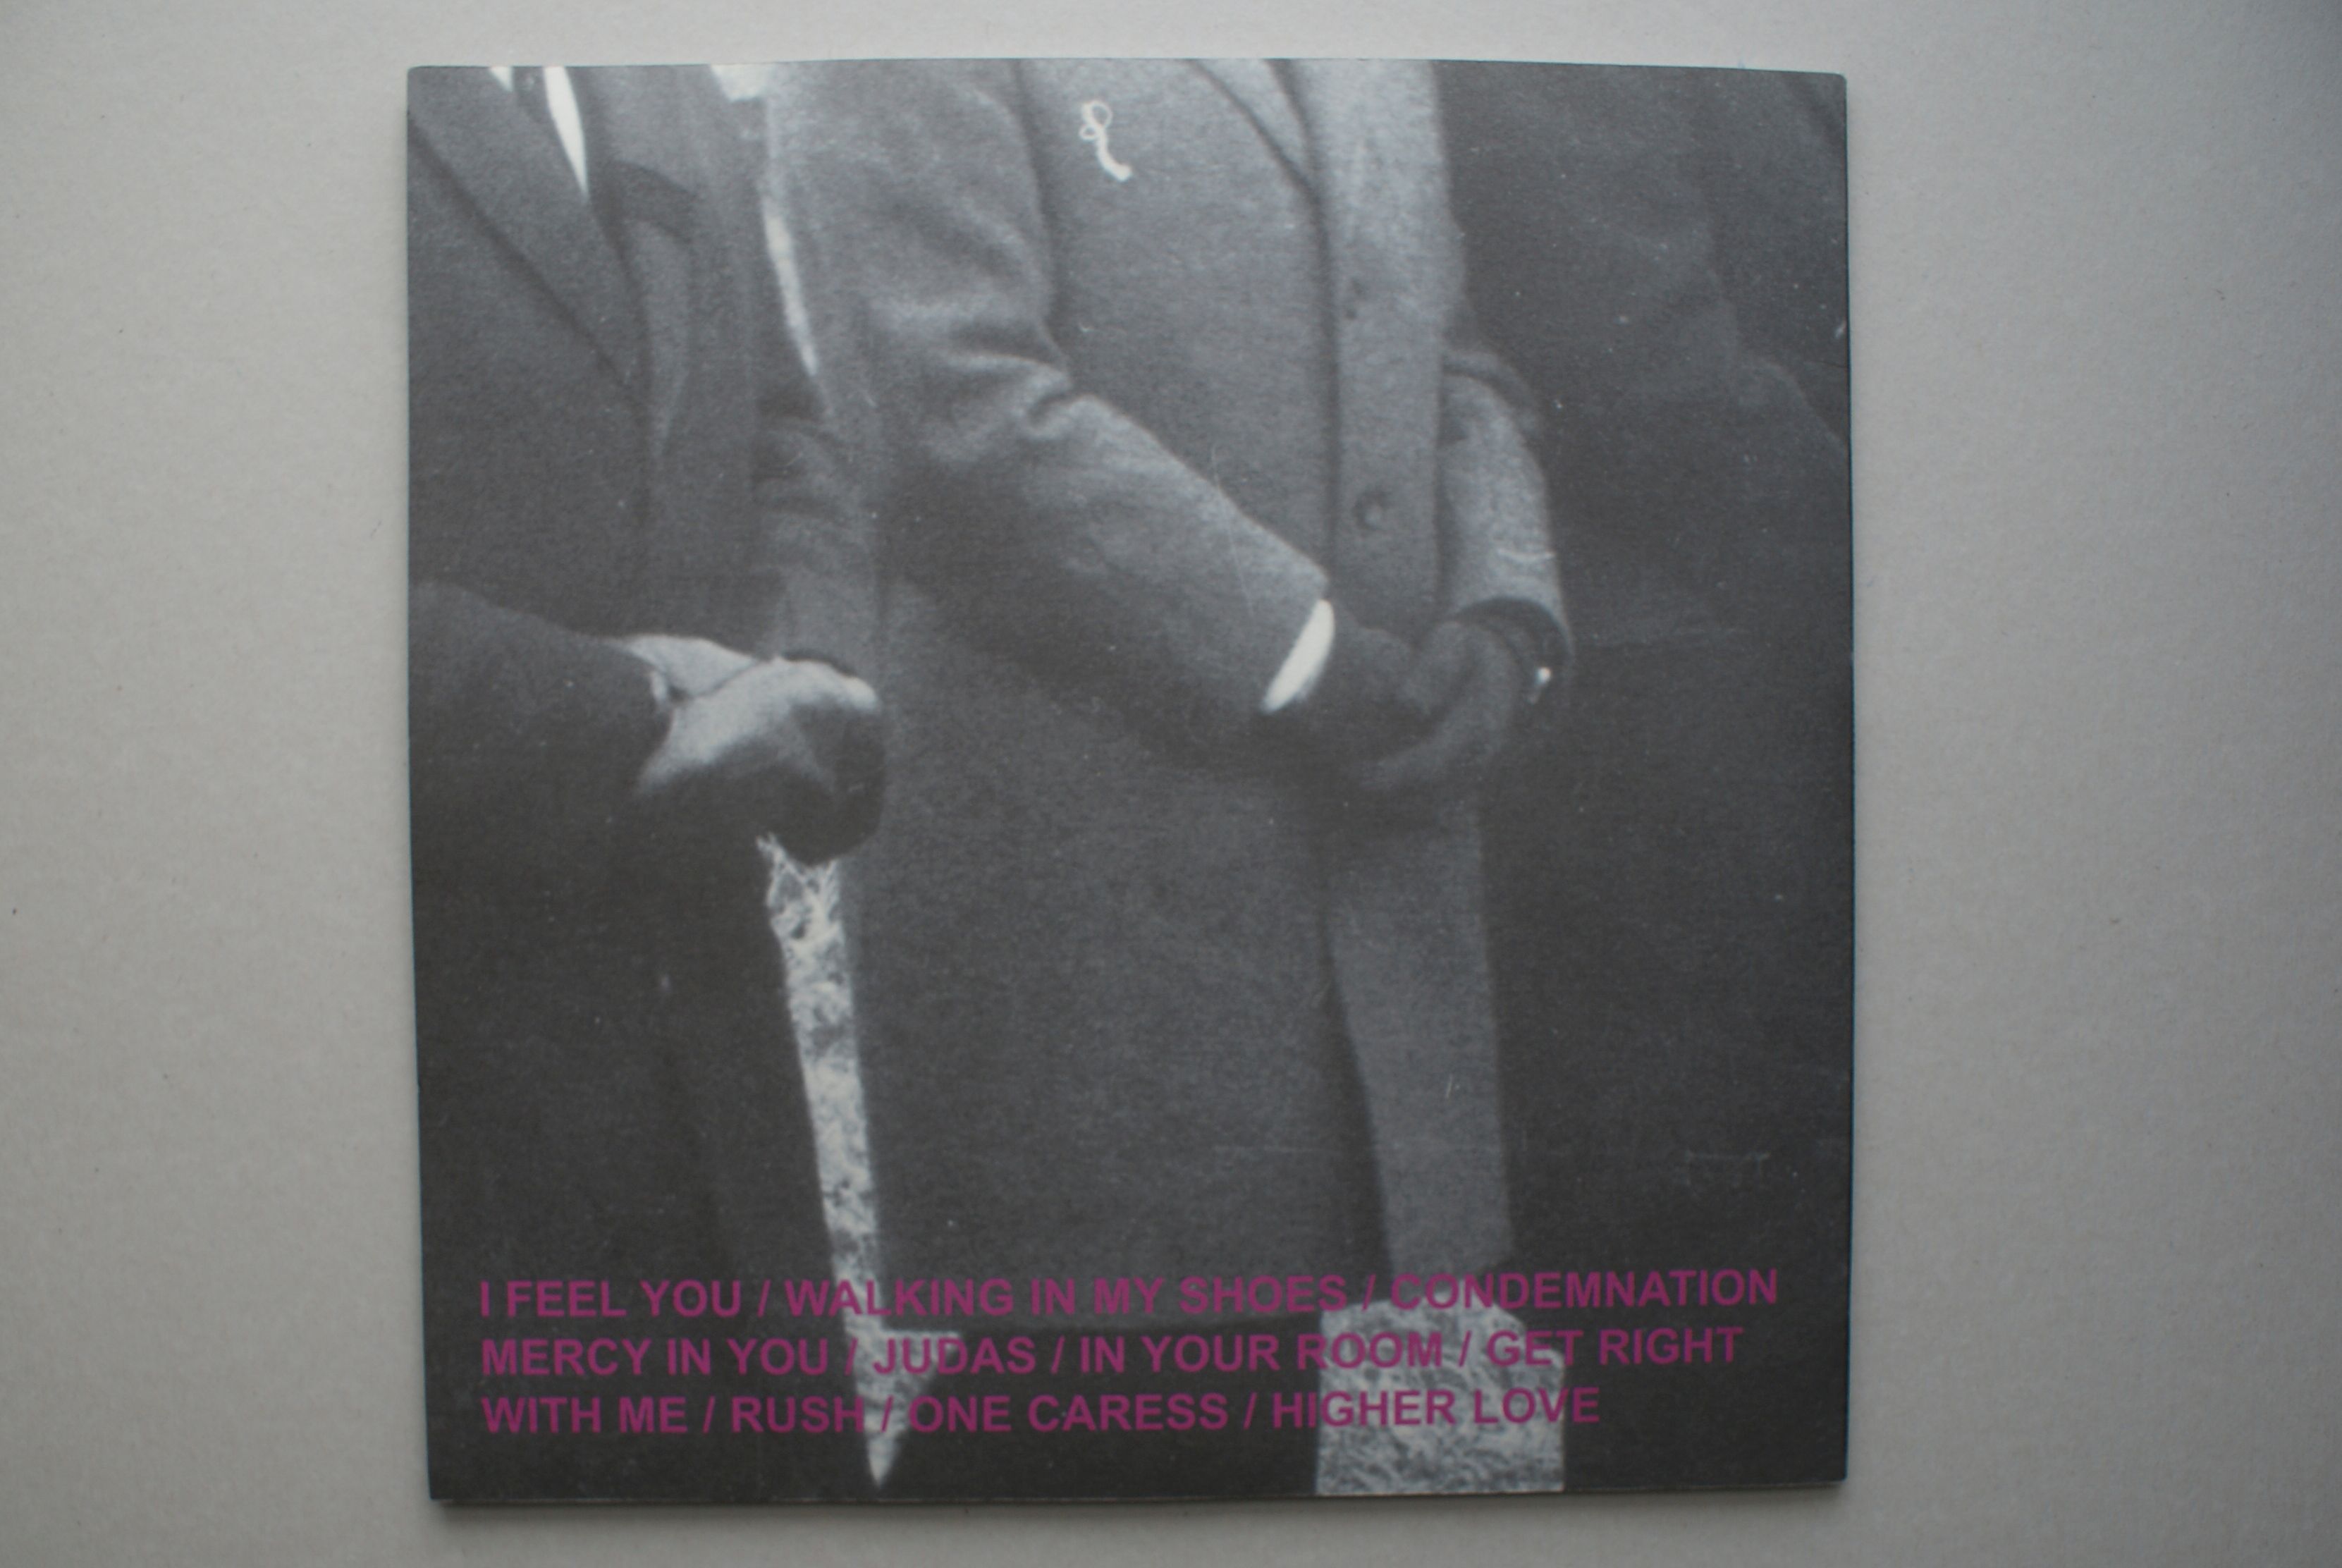 I FEEL YOU / WALKING IN MY SHOES / CONDEMNATION
MERCY IN YOU / JUDAS / IN YOUR ROOM / GET RIGHT
WITH ME / RUSH / ONE CARESS / HIGHER LOVE